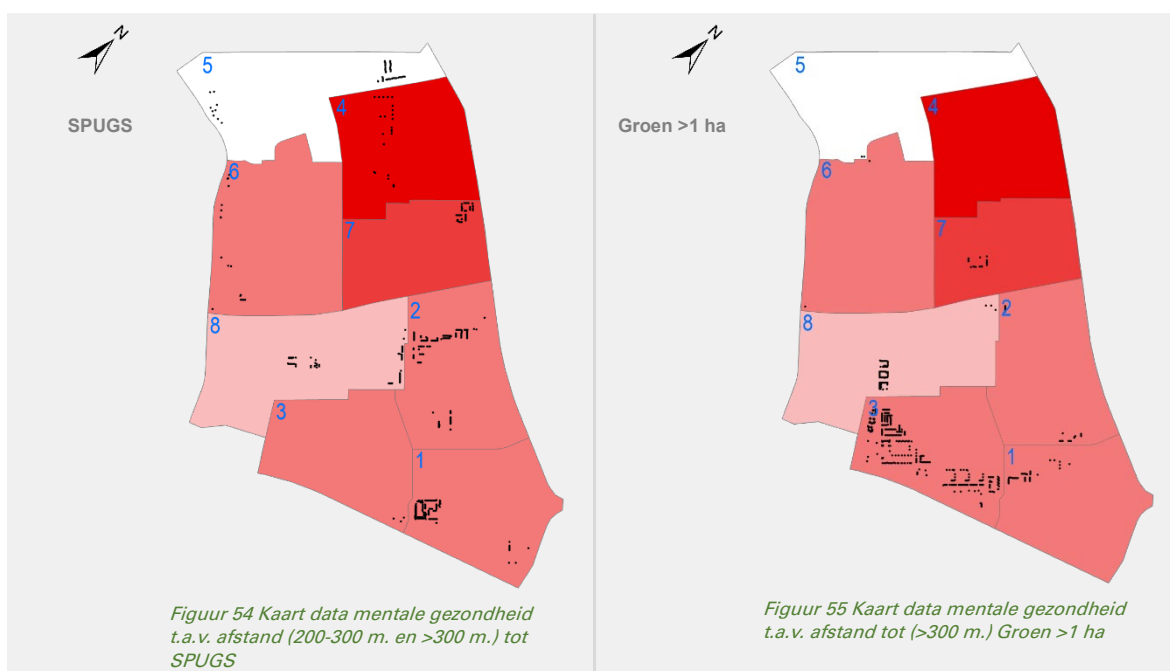 N
SPUGS
5
4
6
7
8
2
3
1
Figuur 54 Kaart data mentale gezondheid
t.a.v. afstand (200-300 m. en >300 m.) tot
SPUGS
N
Groen >1 ha
5
4
6
7
8
2
3
1
Figuur 55 Kaart data mentale gezondheid
t.a.v. afstand tot (>300 m.) Groen >1 ha